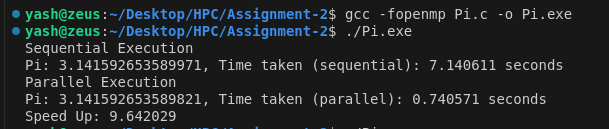 yash@zeus:~/Desktop/HPC/Assignment-2$ gcc -fopenmp Pi.c -o Pi.exe
yash@zeus:~/Desktop/HPC/Assignment-2$ ./Pi.exe
Sequential Execution
Pi: 3.141592653589971, Time taken (sequential): 7.140611 seconds
Parallel Execution
Pi: 3.141592653589821, Time taken (parallel): 0.740571 seconds
Speed Up: 9.642029